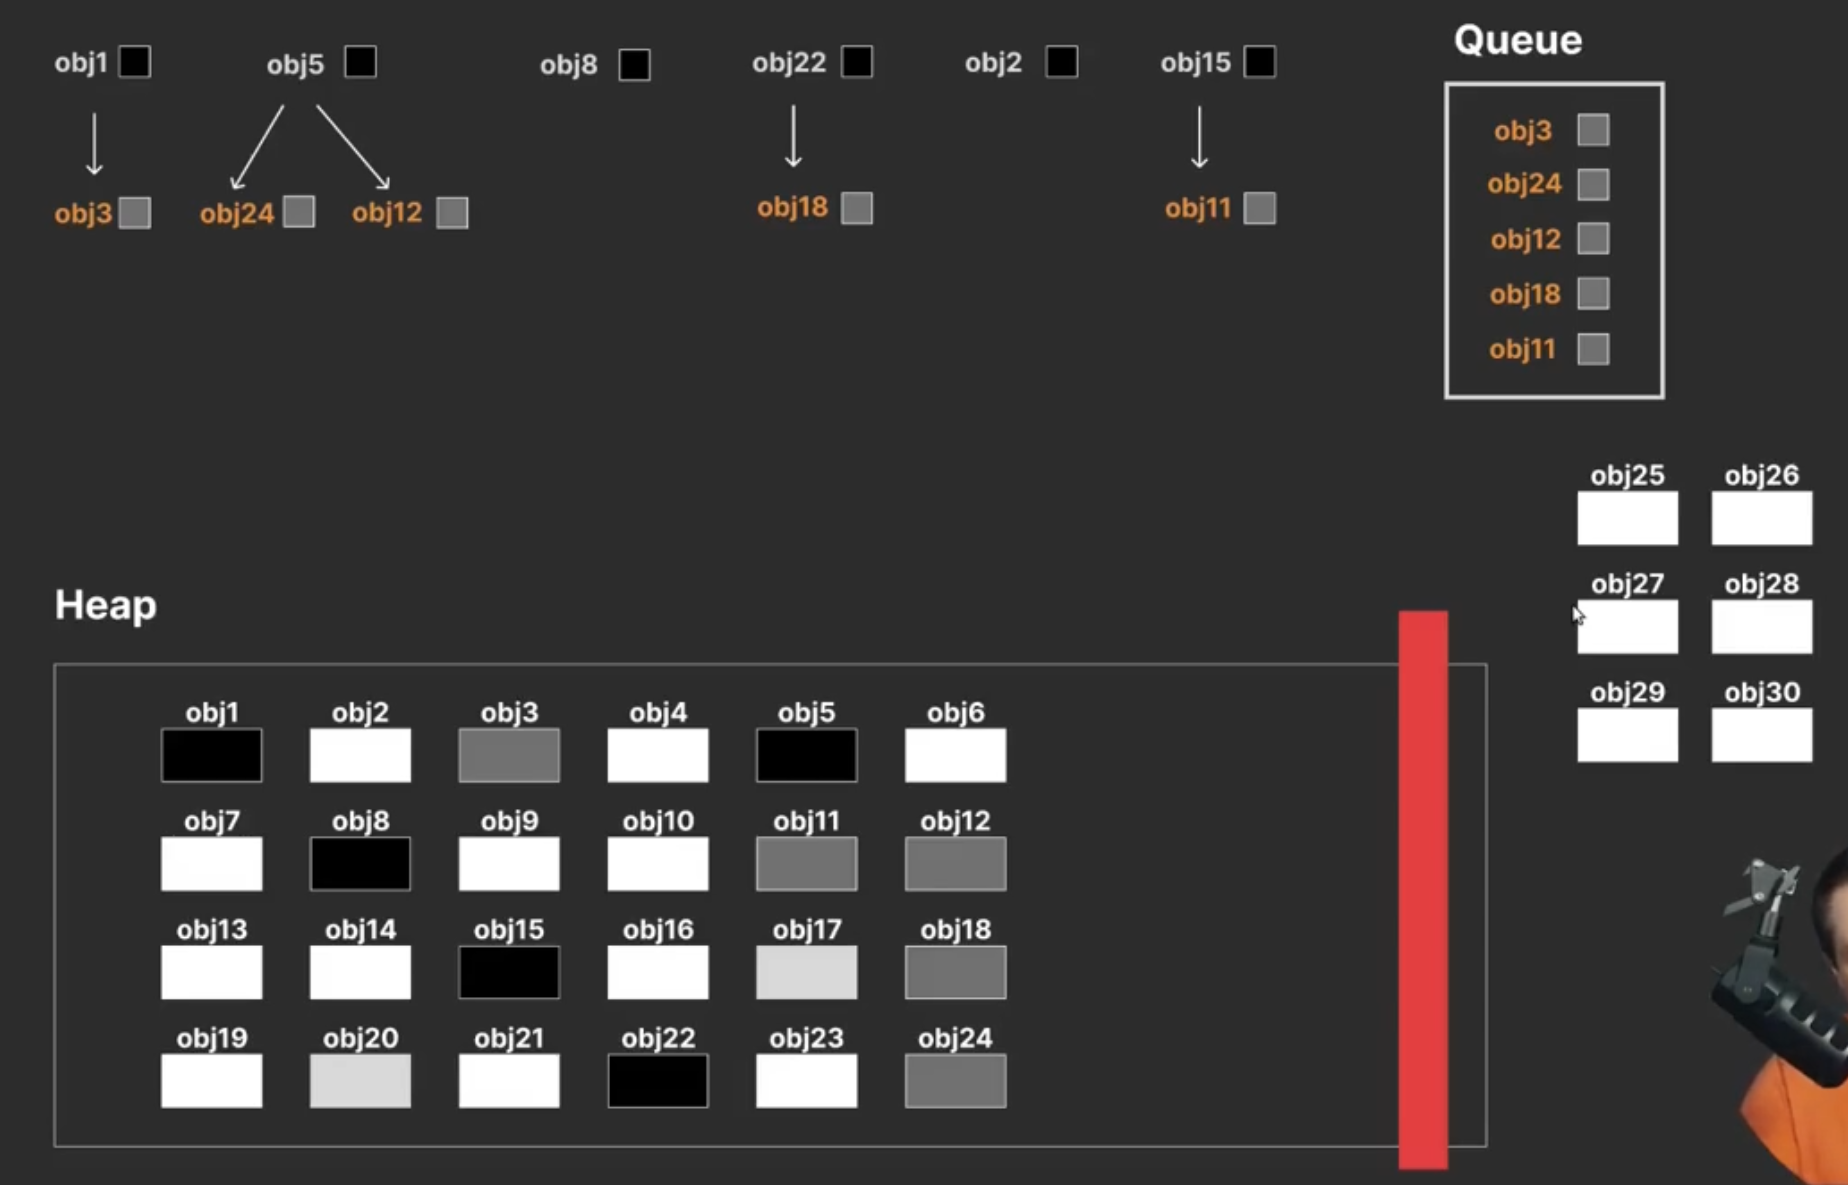 obj1 obj5 obj8 obj22 obj2 obj15
obj3 obj24 obj12 obj18 obj11
Queue
obj3
obj24
obj12
obj18
obj11
obj25 obj26
obj27 obj28
obj29 obj30
Heap
obj1 obj2 obj3 obj4 obj5 obj6
obj7 obj8 obj9 obj10 obj11 obj12
obj13 obj14 obj15 obj16 obj17 obj18
obj19 obj20 obj21 obj22 obj23 obj24